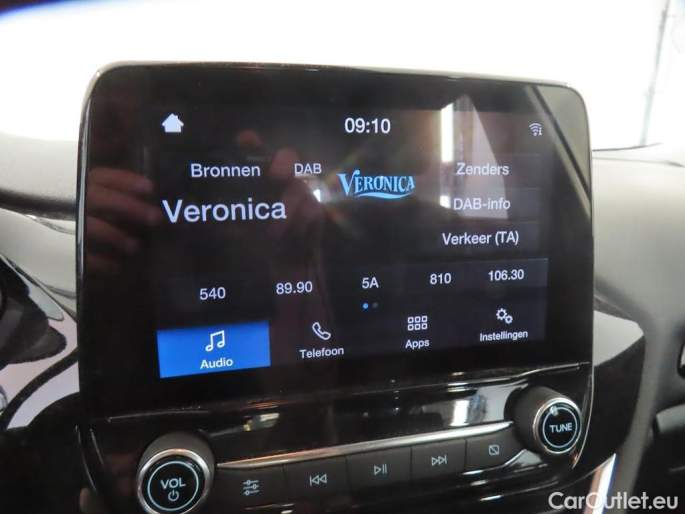 09:10
Bronnen DAB VERONICA Zenders
Veronica DAB-info
Verkeer (TA)
540 89.90 5A 810 106.30
Audio Telefoon Apps Instellingen
VOL TUNE
CarOutlet.eu